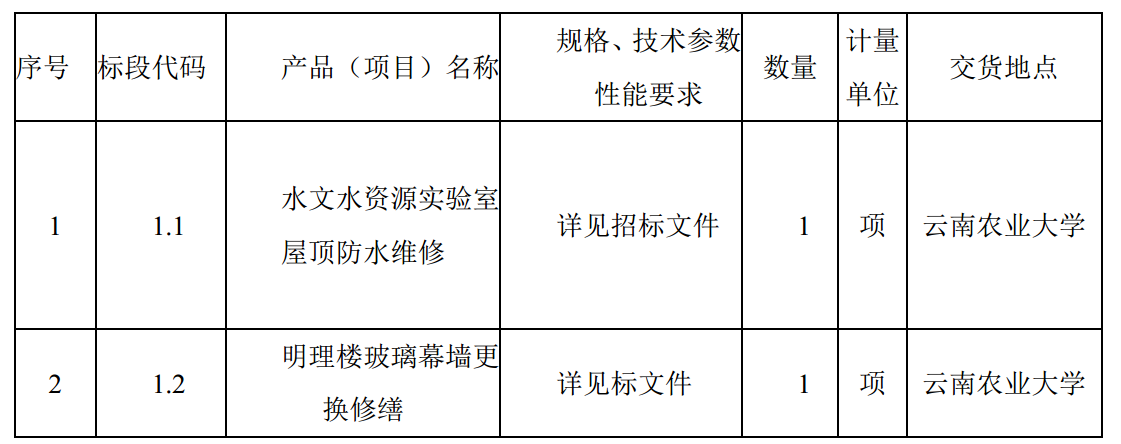 序号 标段代码 产品（项目）名称 规格、技术参数 性能要求 数量 计量 单位 交货地点
1 1.1 水文水资源实验室 屋顶防水维修 详见招标文件 1 项 云南农业大学
2 1.2 明理楼玻璃幕墙更 换修缮 详见标文件 1 项 云南农业大学